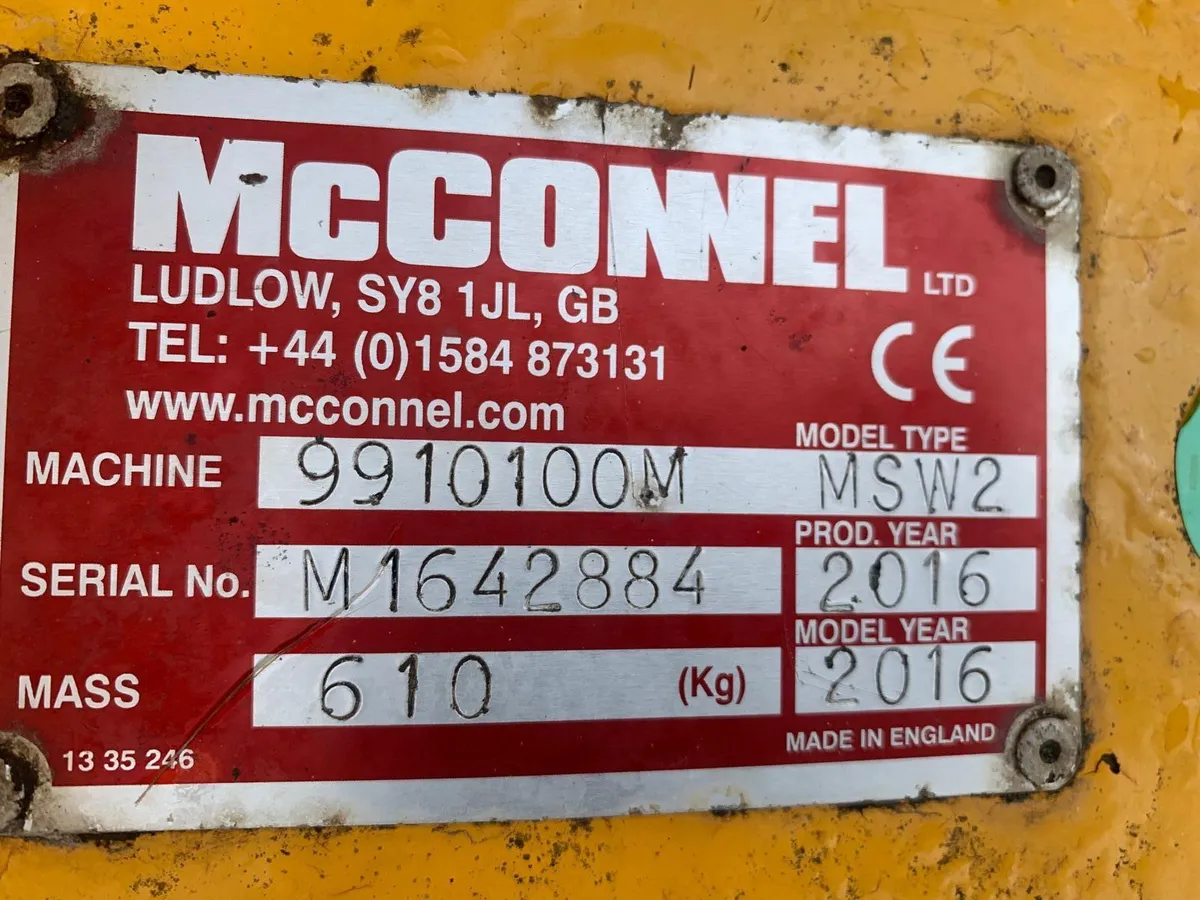 McCONNEL LTD
LUDLOW, SY8 1JL, GB
TEL: +44 (0)1584 873131
www.mcconnel.com
CE
MODEL TYPE
MACHINE 9910100M MSW2
PROD. YEAR
SERIAL No. M1642884 2016
MODEL YEAR
MASS 610 (Kg) 2016
13 35 246 MADE IN ENGLAND